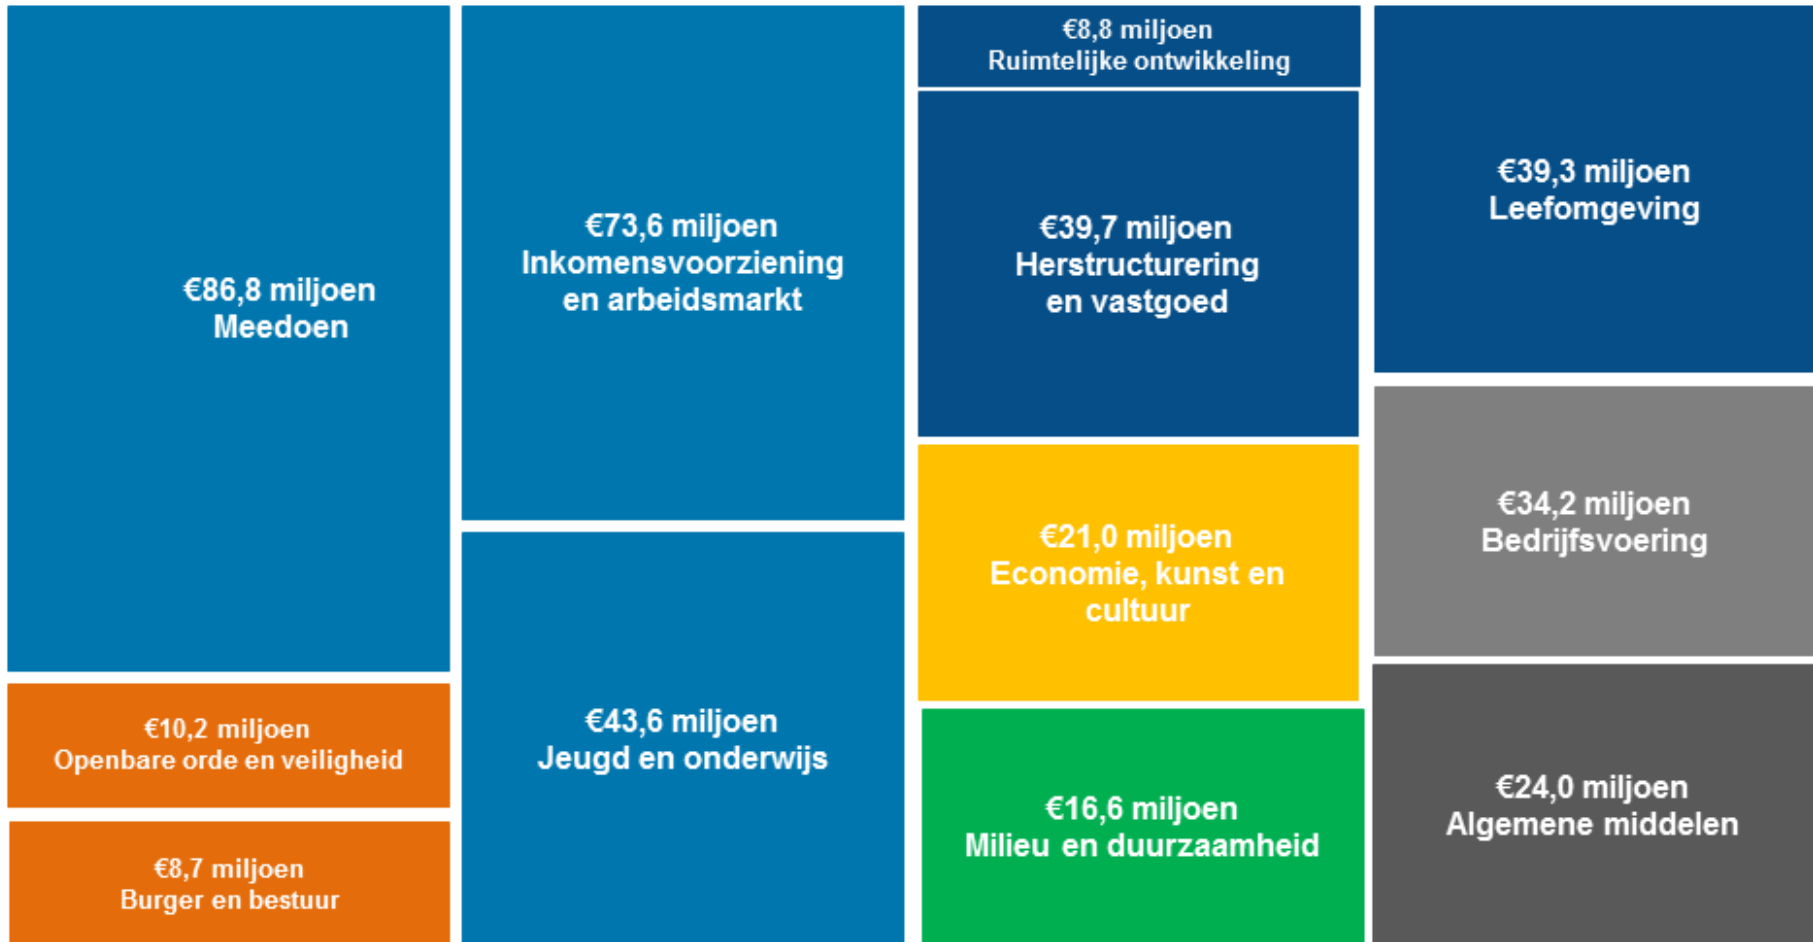 €86,8 miljoen
Meedoen
€10,2 miljoen
Openbare orde en veiligheid
€8,7 miljoen
Burger en bestuur
€73,6 miljoen
Inkomensvoorziening
en arbeidsmarkt
€43,6 miljoen
Jeugd en onderwijs
€8,8 miljoen
Ruimtelijke ontwikkeling
€39,7 miljoen
Herstructurering
en vastgoed
€21,0 miljoen
Economie, kunst en
cultuur
€16,6 miljoen
Milieu en duurzaamheid
€39,3 miljoen
Leefomgeving
€34,2 miljoen
Bedrijfsvoering
€24,0 miljoen
Algemene middelen